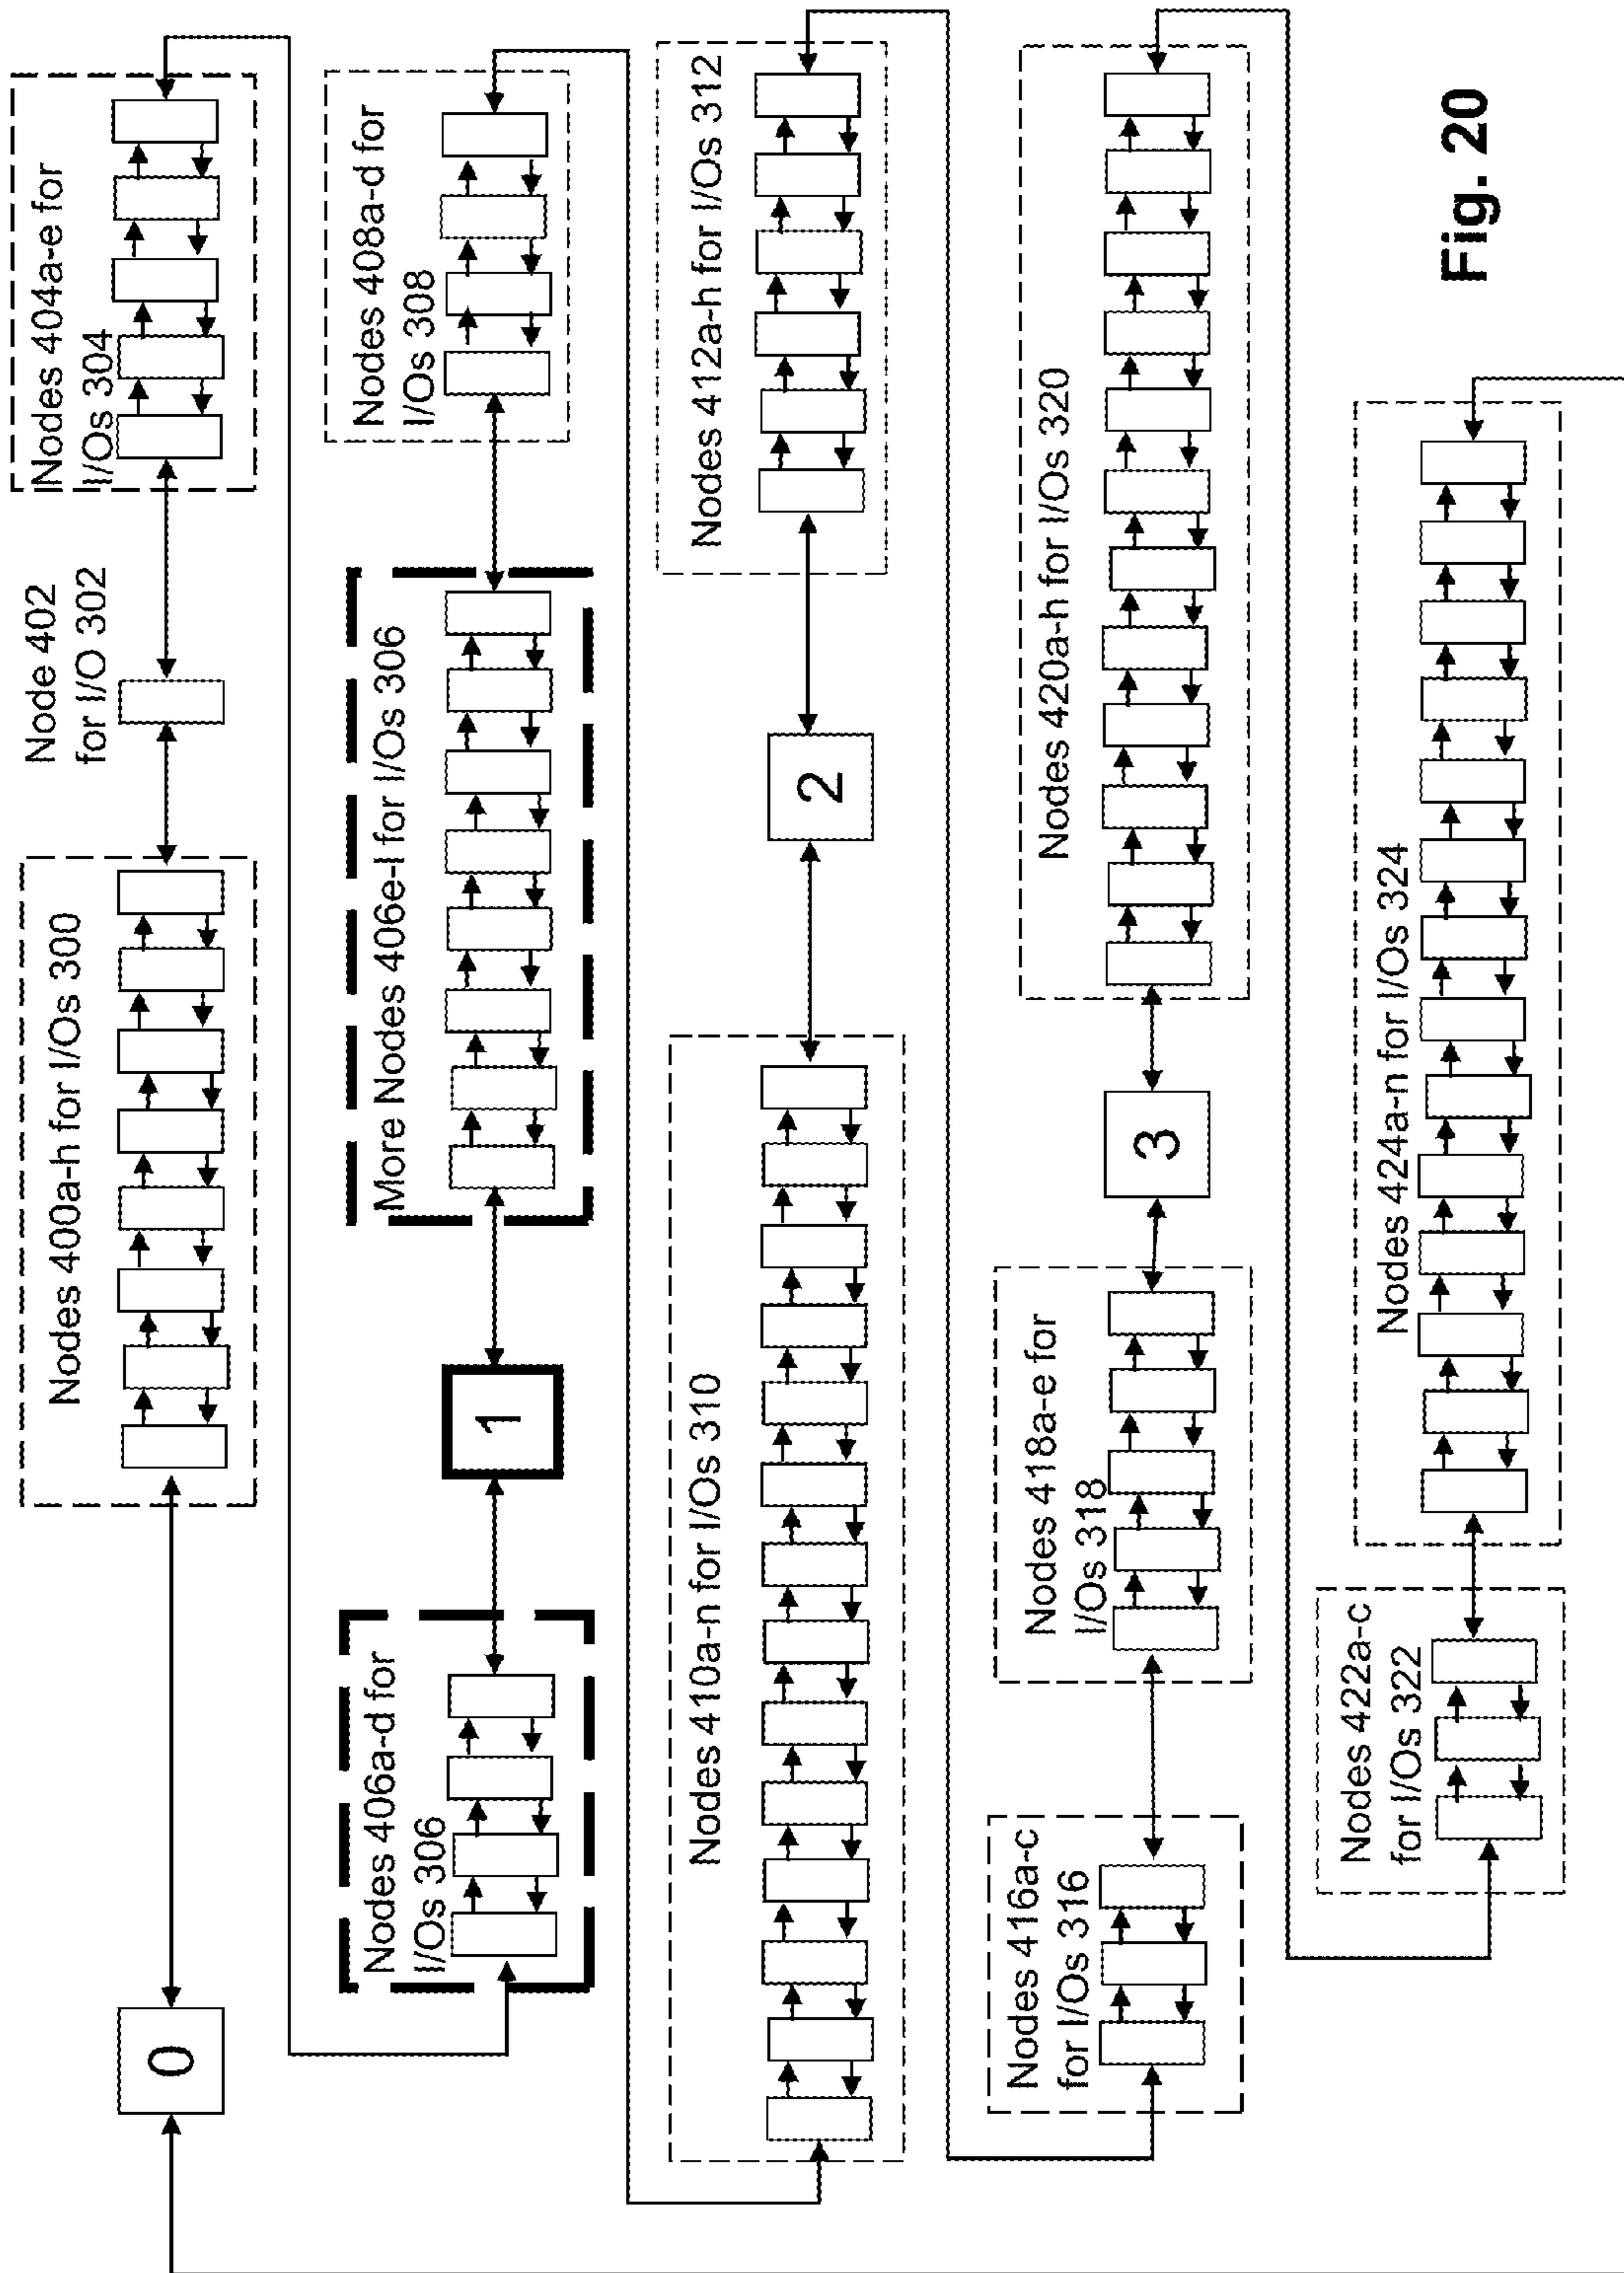 0
Nodes 400a-h for I/Os 300
Node 402
for I/O 302
Nodes 404a-e for
I/Os 304
Nodes 406a-d for
I/Os 306
1
More Nodes 406e-l for I/Os 306
Nodes 408a-d for
I/Os 308
Nodes 410a-n for I/Os 310
2
Nodes 412a-h for I/Os 312
Nodes 416a-c
for I/Os 316
Nodes 418a-e for
I/Os 318
3
Nodes 420a-h for I/Os 320
Nodes 422a-c
for I/Os 322
Nodes 424a-n for I/Os 324
Fig. 20